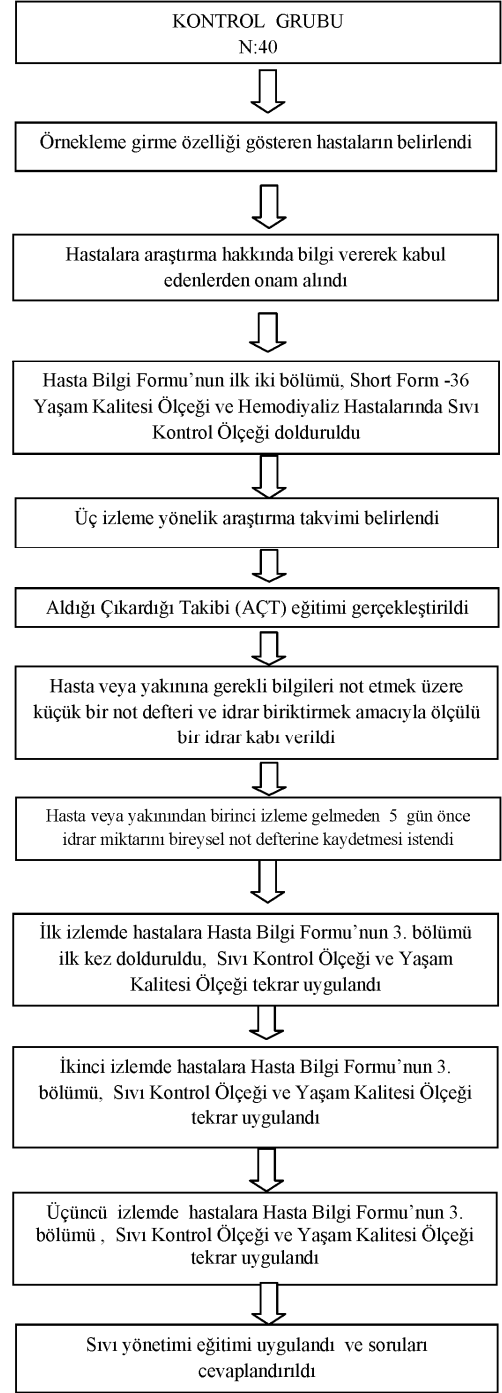 KONTROL GRUBU
N:40
Örnekleme girme özelliği gösteren hastaların belirlendi
Hastalara araştırma hakkında bilgi vererek kabul
edenlerden onam alındı
Hasta Bilgi Formu’nun ilk iki bölümü, Short Form -36
Yaşam Kalitesi Ölçeği ve Hemodiyaliz Hastalarında Sıvı
Kontrol Ölçeği dolduruldu
Üç izleme yönelik araştırma takvimi belirlendi
Aldığı Çıkardığı Takibi (AÇT) eğitimi gerçekleştirildi
Hasta veya yakınına gerekli bilgileri not etmek üzere
küçük bir not defteri ve idrar biriktirmek amacıyla ölçülü
bir idrar kabı verildi
Hasta veya yakınından birinci izleme gelmeden 5 gün önce
idrar miktarını bireysel not defterine kaydetmesi istendi
İlk izlemde hastalara Hasta Bilgi Formu’nun 3. bölümü
ilk kez dolduruldu, Sıvı Kontrol Ölçeği ve Yaşam
Kalitesi Ölçeği tekrar uygulandı
İkinci izlemde hastalara Hasta Bilgi Formu’nun 3.
bölümü, Sıvı Kontrol Ölçeği ve Yaşam Kalitesi Ölçeği
tekrar uygulandı
Üçüncü izlemde hastalara Hasta Bilgi Formu’nun 3.
bölümü , Sıvı Kontrol Ölçeği ve Yaşam Kalitesi Ölçeği
tekrar uygulandı
Sıvı yönetimi eğitimi uygulandı ve soruları
cevaplandırıldı